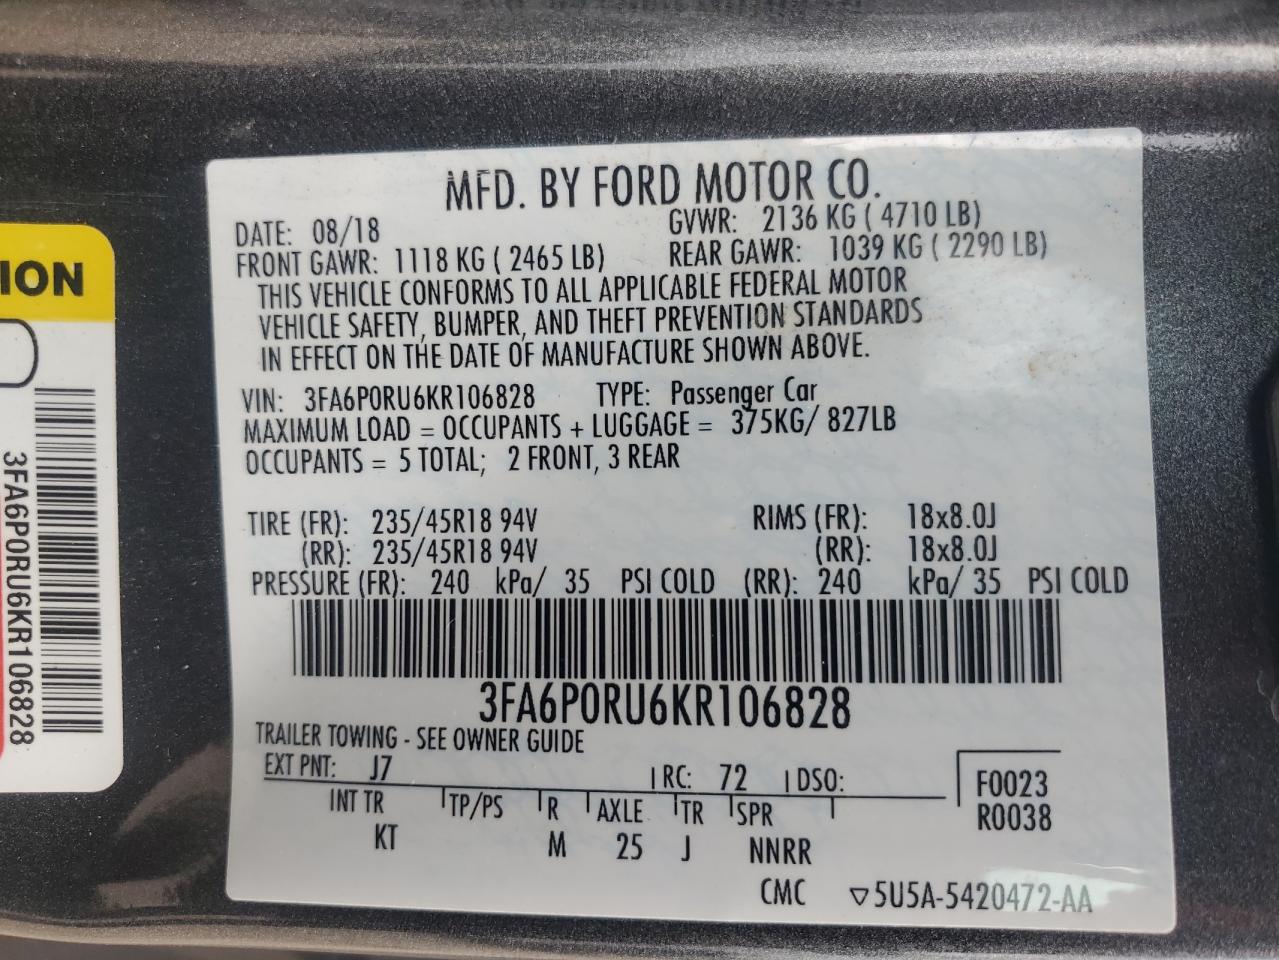 MFD. BY FORD MOTOR CO.
DATE: 08/18 GVWR: 2136 KG ( 4710 LB)
FRONT GAWR: 1118 KG ( 2465 LB) REAR GAWR: 1039 KG ( 2290 LB)
THIS VEHICLE CONFORMS TO ALL APPLICABLE FEDERAL MOTOR
VEHICLE SAFETY, BUMPER, AND THEFT PREVENTION STANDARDS
IN EFFECT ON THE DATE OF MANUFACTURE SHOWN ABOVE.
VIN: 3FA6P0RU6KR106828 TYPE: Passenger Car
MAXIMUM LOAD = OCCUPANTS + LUGGAGE = 375KG/ 827LB
OCCUPANTS = 5 TOTAL; 2 FRONT, 3 REAR
TIRE (FR): 235/45R18 94V RIMS (FR): 18x8.0J
(RR): 235/45R18 94V (RR): 18x8.0J
PRESSURE (FR): 240 kPa/ 35 PSI COLD (RR): 240 kPa/ 35 PSI COLD
3FA6P0RU6KR106828
TRAILER TOWING - SEE OWNER GUIDE
EXT PNT: J7 RC: 72 DSO: F0023
INT TR TP/PS R AXLE TR SPR R0038
KT M 25 J NNRR
CMC ▽5U5A-5420472-AA
ION
3FA6P0RU6KR106828